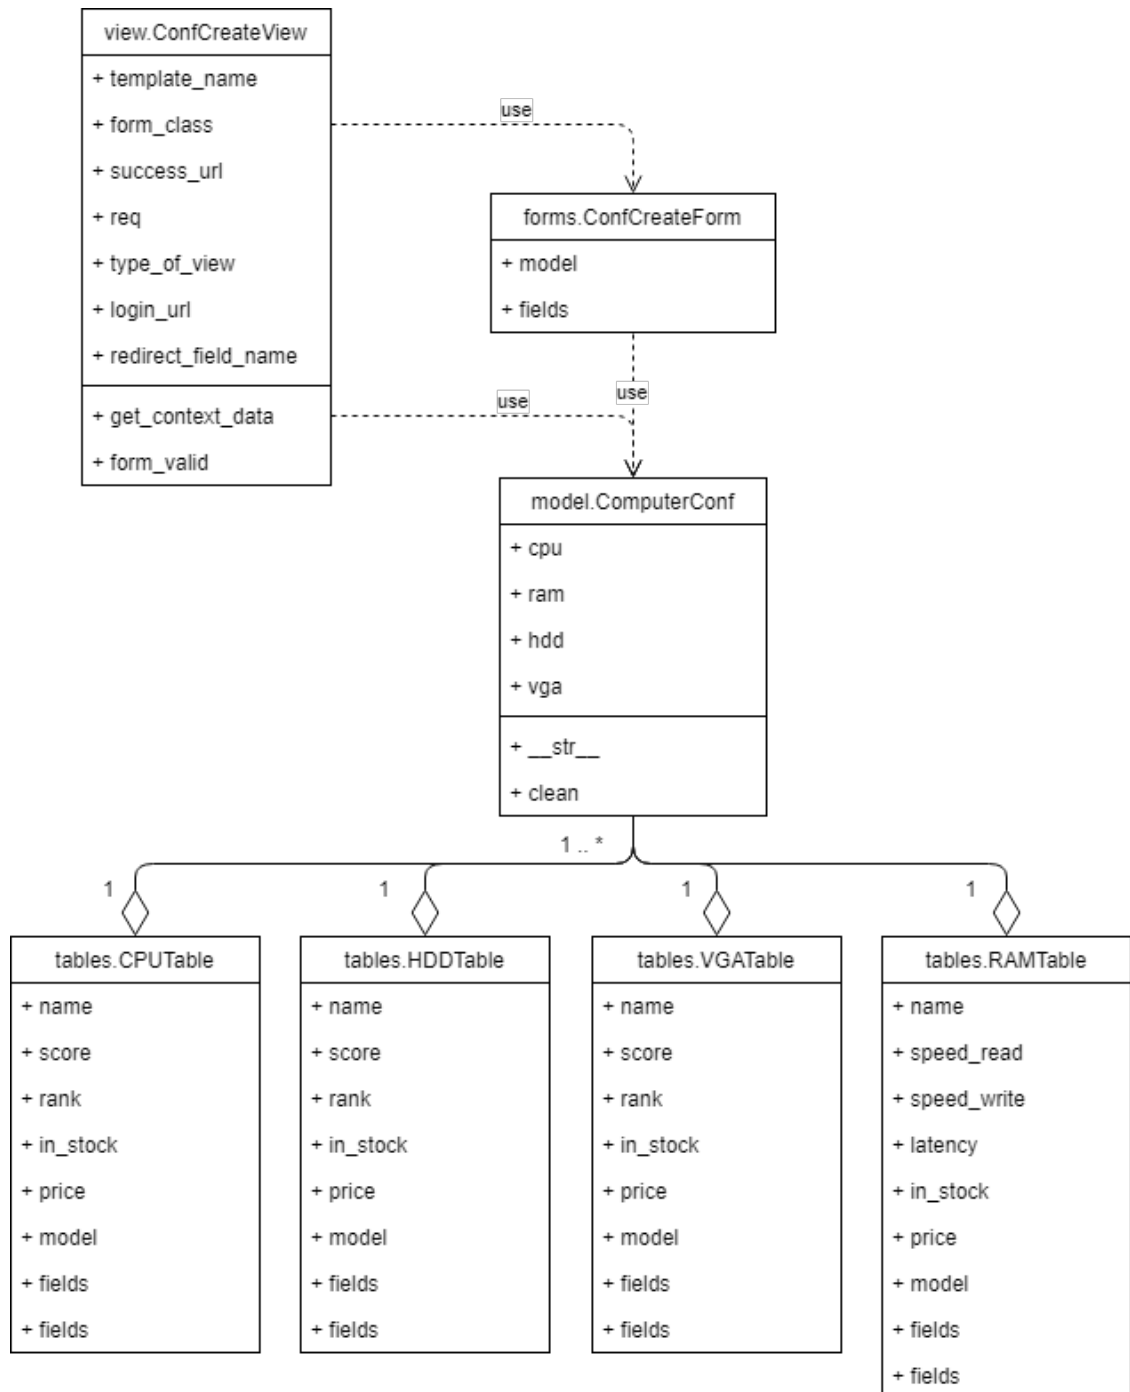 view.ConfCreateView
+ template_name
+ form_class
+ success_url
+ req
+ type_of_view
+ login_url
+ redirect_field_name
+ get_context_data
+ form_valid
use
forms.ConfCreateForm
+ model
+ fields
use
use
model.ComputerConf
+ cpu
+ ram
+ hdd
+ vga
+ __str__
+ clean
1 .. *
1
1
1
1
tables.CPUTable
+ name
+ score
+ rank
+ in_stock
+ price
+ model
+ fields
+ fields
tables.HDDTable
+ name
+ score
+ rank
+ in_stock
+ price
+ model
+ fields
+ fields
tables.VGATable
+ name
+ score
+ rank
+ in_stock
+ price
+ model
+ fields
+ fields
tables.RAMTable
+ name
+ speed_read
+ speed_write
+ latency
+ in_stock
+ price
+ model
+ fields
+ fields